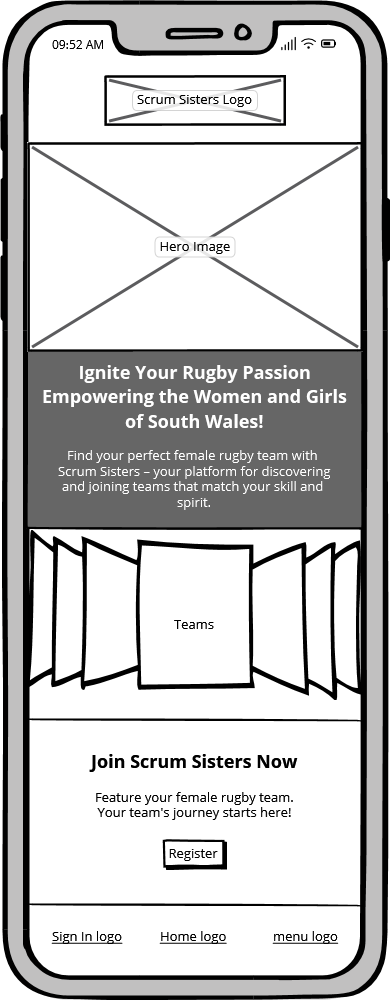 09:52 AM
Scrum Sisters Logo
Hero Image
Ignite Your Rugby Passion
Empowering the Women and Girls
of South Wales!
Find your perfect female rugby team with
Scrum Sisters – your platform for discovering
and joining teams that match your skill and
spirit.
Teams
Join Scrum Sisters Now
Feature your female rugby team.
Your team's journey starts here!
Register
Sign In logo Home logo menu logo